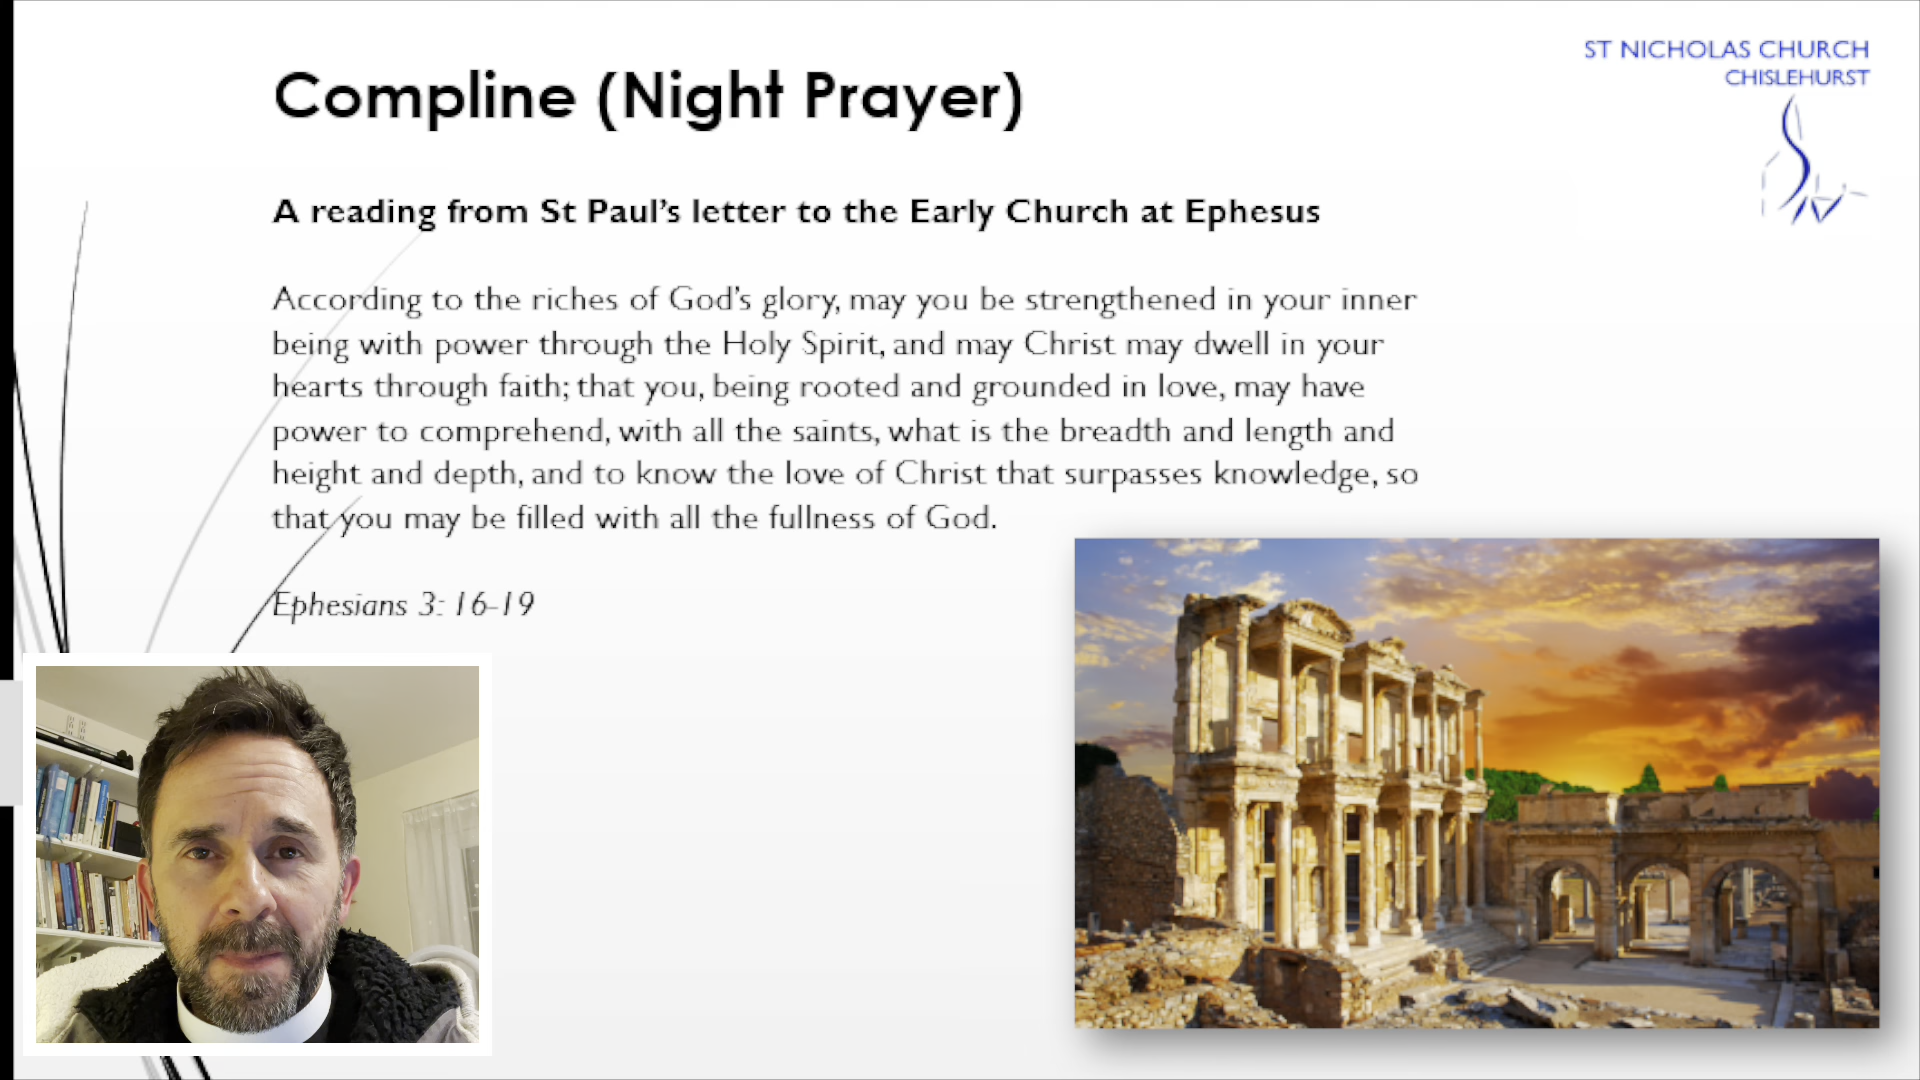 Compline (Night Prayer)
ST NICHOLAS CHURCH
CHISLEHURST
A reading from St Paul's letter to the Early Church at Ephesus
According to the riches of God's glory, may you be strengthened in your inner
being with power through the Holy Spirit, and may Christ may dwell in your
hearts through faith; that you, being rooted and grounded in love, may have
power to comprehend, with all the saints, what is the breadth and length and
height and depth, and to know the love of Christ that surpasses knowledge, so
that you may be filled with all the fullness of God.
Ephesians 3: 16-19